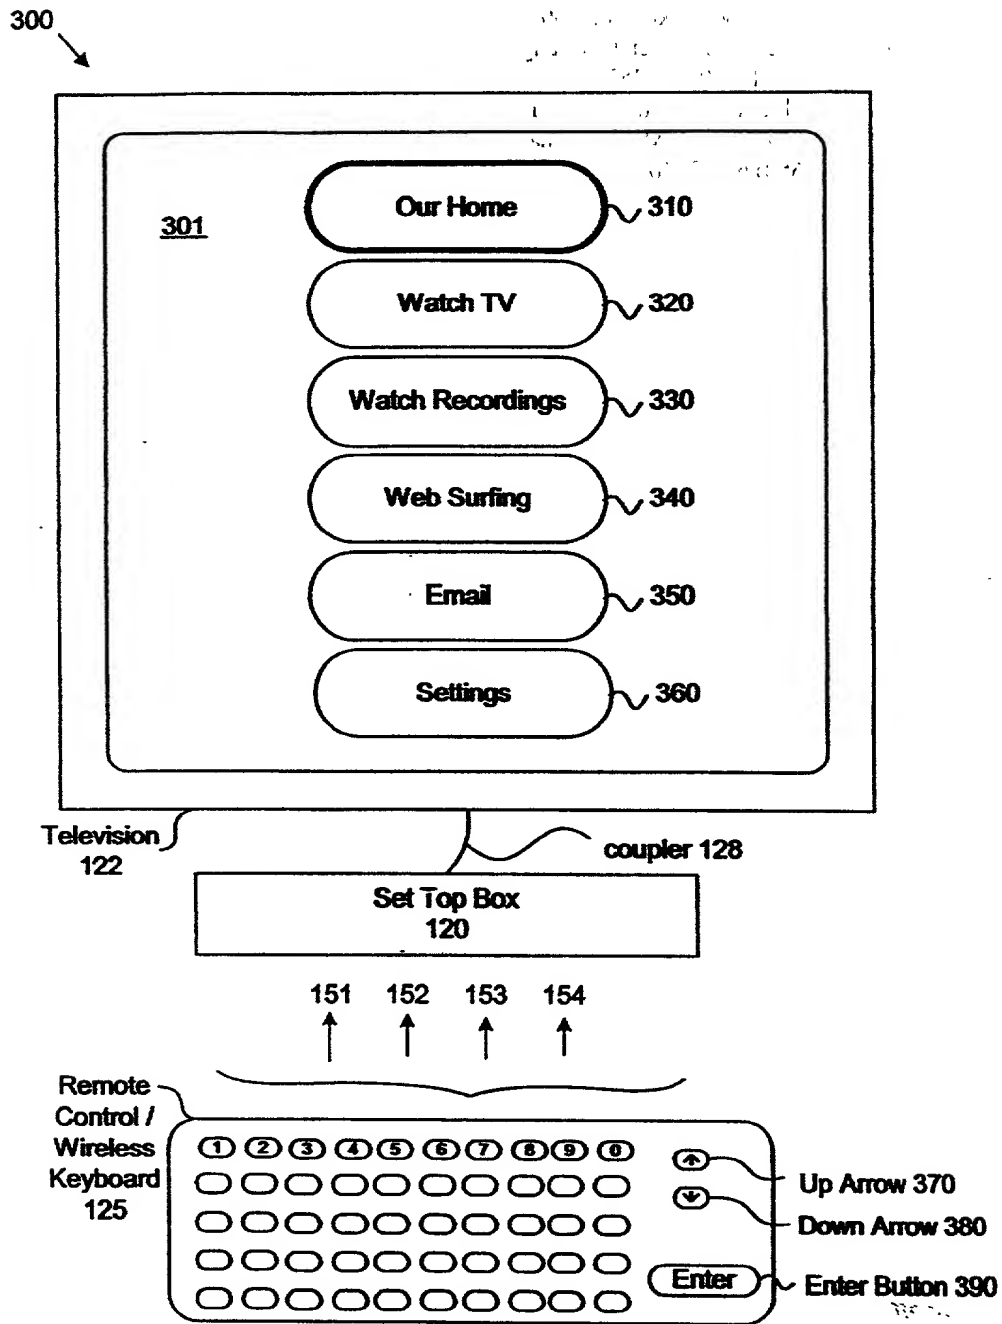 300
301
Our Home
310
Watch TV
320
Watch Recordings
330
Web Surfing
340
Email
350
Settings
360
Television
122
coupler 128
Set Top Box
120
151 152 153 154
Remote
Control /
Wireless
Keyboard
125
1 2 3 4 5 6 7 8 9 0
Up Arrow 370
Down Arrow 380
Enter
Enter Button 390